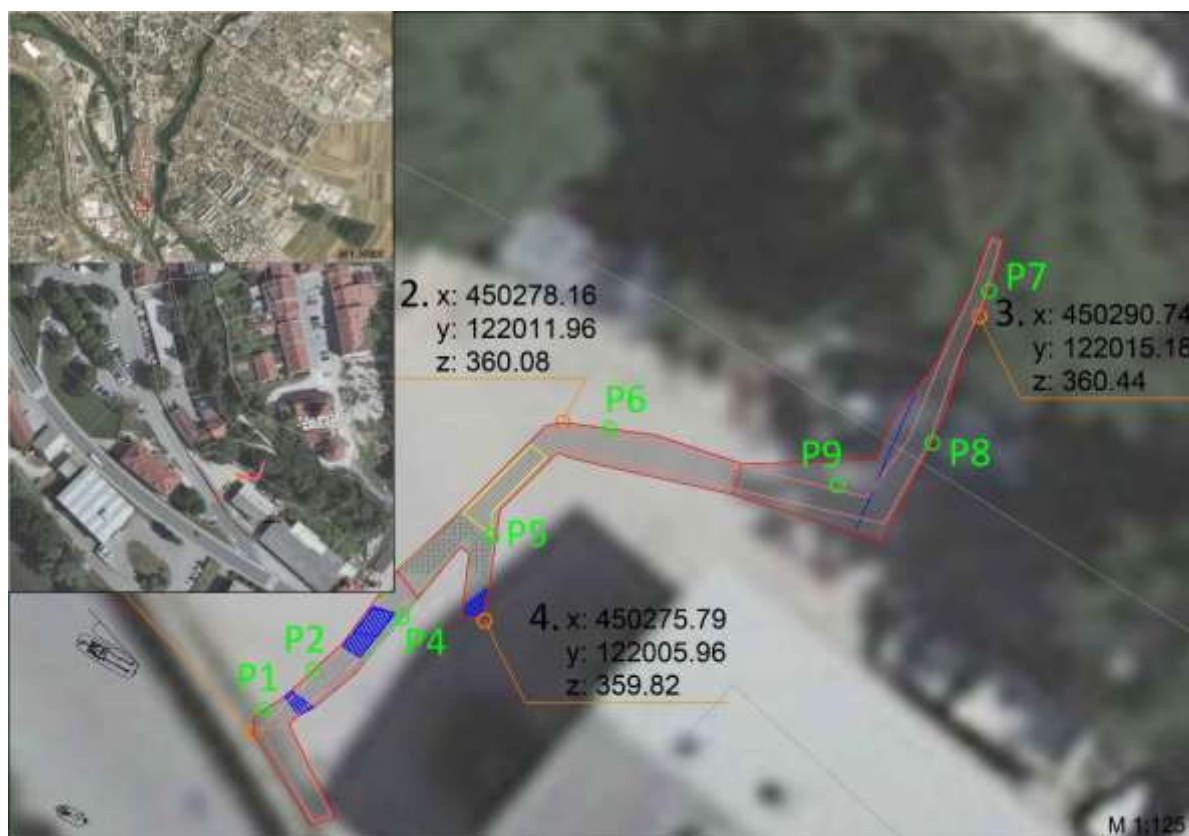 2. x: 450278.16
y: 122011.96
z: 360.08
P6
P7
3. x: 450290.74
y: 122015.18
z: 360.44
P9
P8
P5
4. x: 450275.79
y: 122005.96
z: 359.82
P4
P2
P1
M 1:125